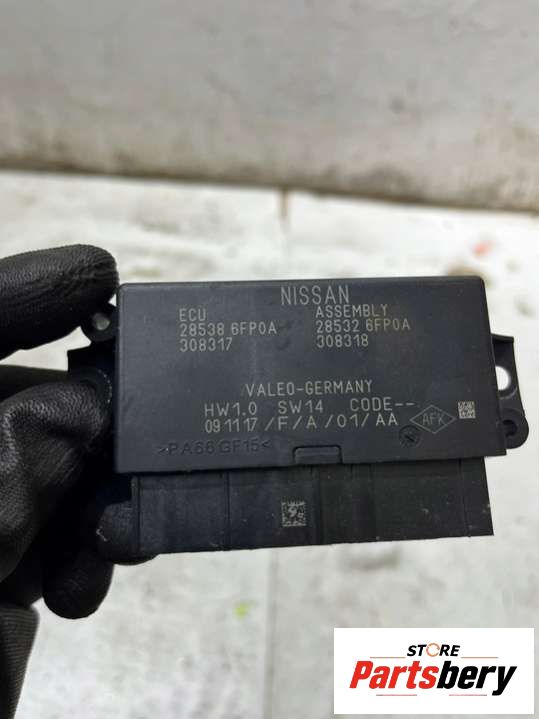 NISSAN
ECU ASSEMBLY
28538 6FP0A 28532 6FP0A
308317 308318
VALEO-GERMANY
HW1.0 SW14 CODE--
091117/F/A/01/AA AFK
>PA66 GF15<
STORE
Partsbery